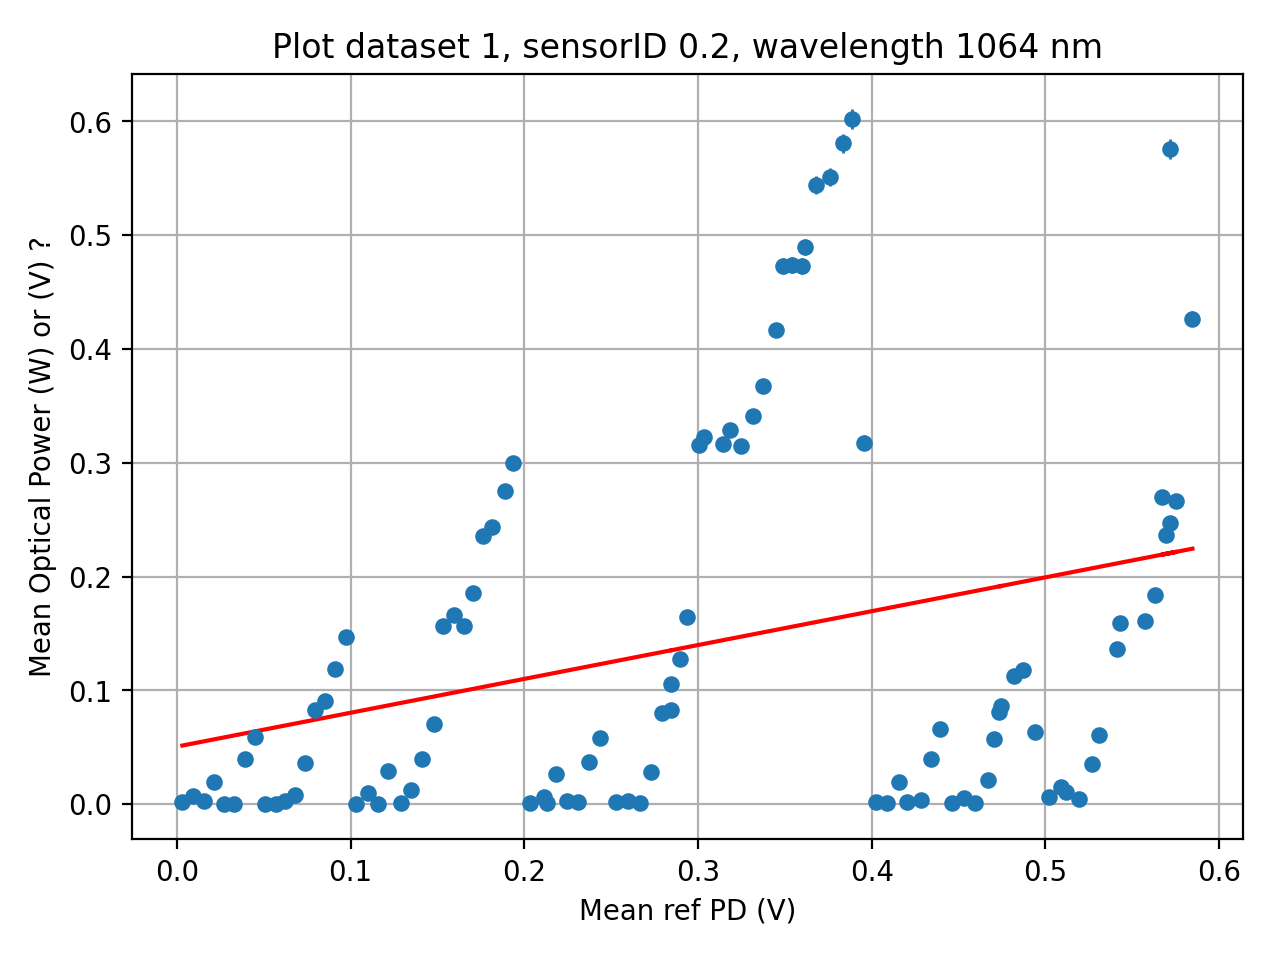 Plot dataset 1, sensorID 0.2, wavelength 1064 nm
Mean Optical Power (W) or (V) ?
0.6
0.5
0.4
0.3
0.2
0.1
0.0
0.0 0.1 0.2 0.3 0.4 0.5 0.6
Mean ref PD (V)